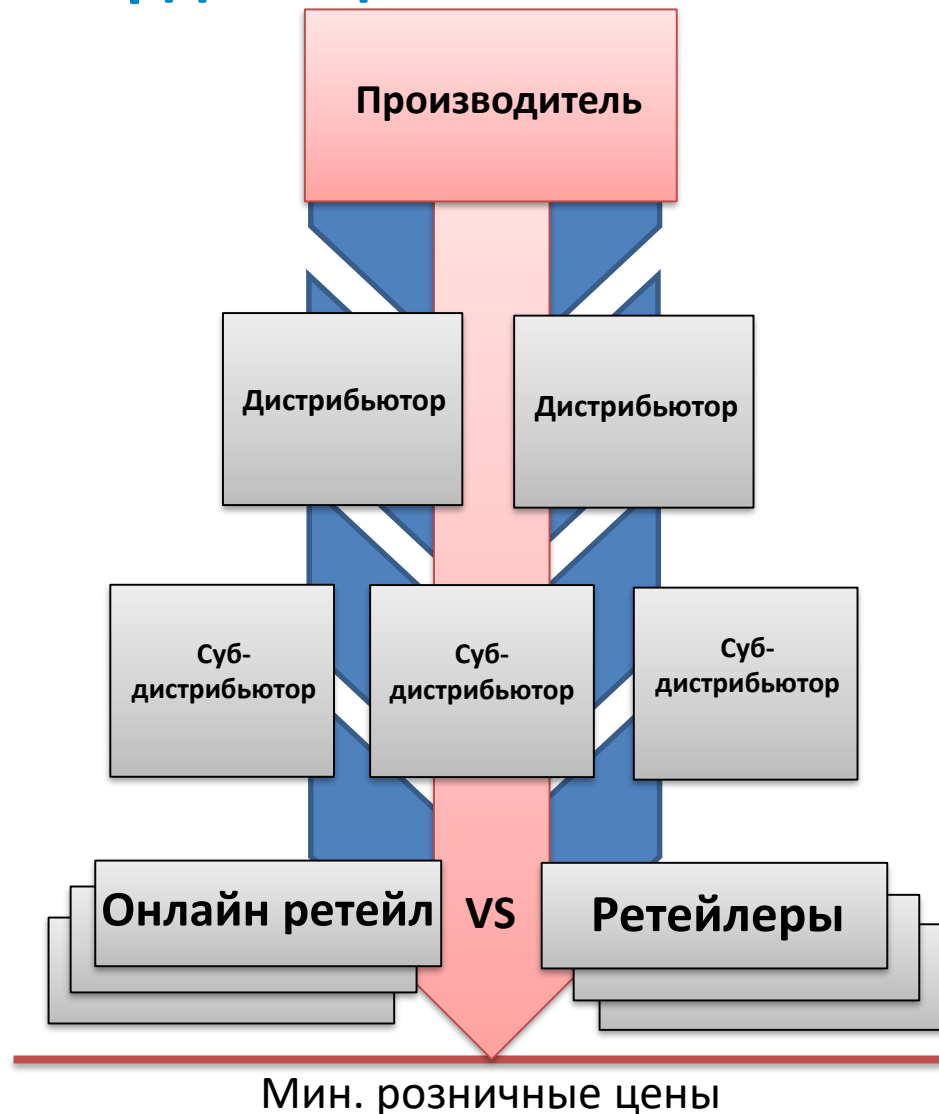 Производитель
Дистрибьютор
Дистрибьютор
Суб-
дистрибьютор
Суб-
дистрибьютор
Суб-
дистрибьютор
Онлайн ретейл VS Ретейлеры
Мин. розничные цены